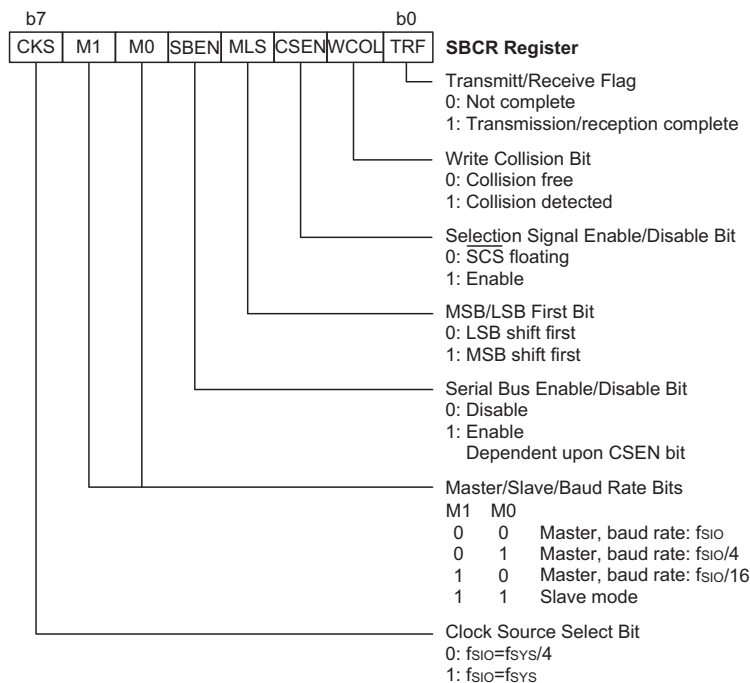 b7 b0
CKS M1 M0 SBEN MLS CSEN WCOL TRF SBCR Register
Transmitt/Receive Flag
0: Not complete
1: Transmission/reception complete
Write Collision Bit
0: Collision free
1: Collision detected
Selection Signal Enable/Disable Bit
0: SCS floating
1: Enable
MSB/LSB First Bit
0: LSB shift first
1: MSB shift first
Serial Bus Enable/Disable Bit
0: Disable
1: Enable
Dependent upon CSEN bit
Master/Slave/Baud Rate Bits
M1 M0
0 0 Master, baud rate: fSIO
0 1 Master, baud rate: fSIO/4
1 0 Master, baud rate: fSIO/16
1 1 Slave mode
Clock Source Select Bit
0: fSIO=fSYS/4
1: fSIO=fSYS